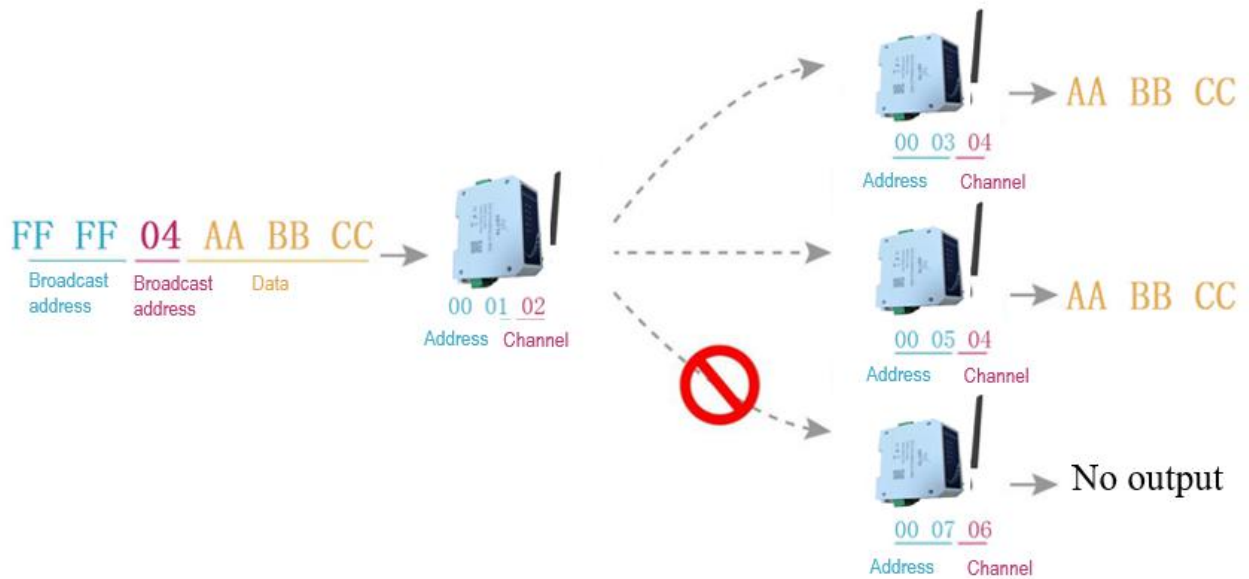 FF FF 04 AA BB CC
Broadcast address
Broadcast address
Data
00 01 02
Address Channel
00 03 04
Address Channel
AA BB CC
00 05 04
Address Channel
AA BB CC
00 07 06
Address Channel
No output